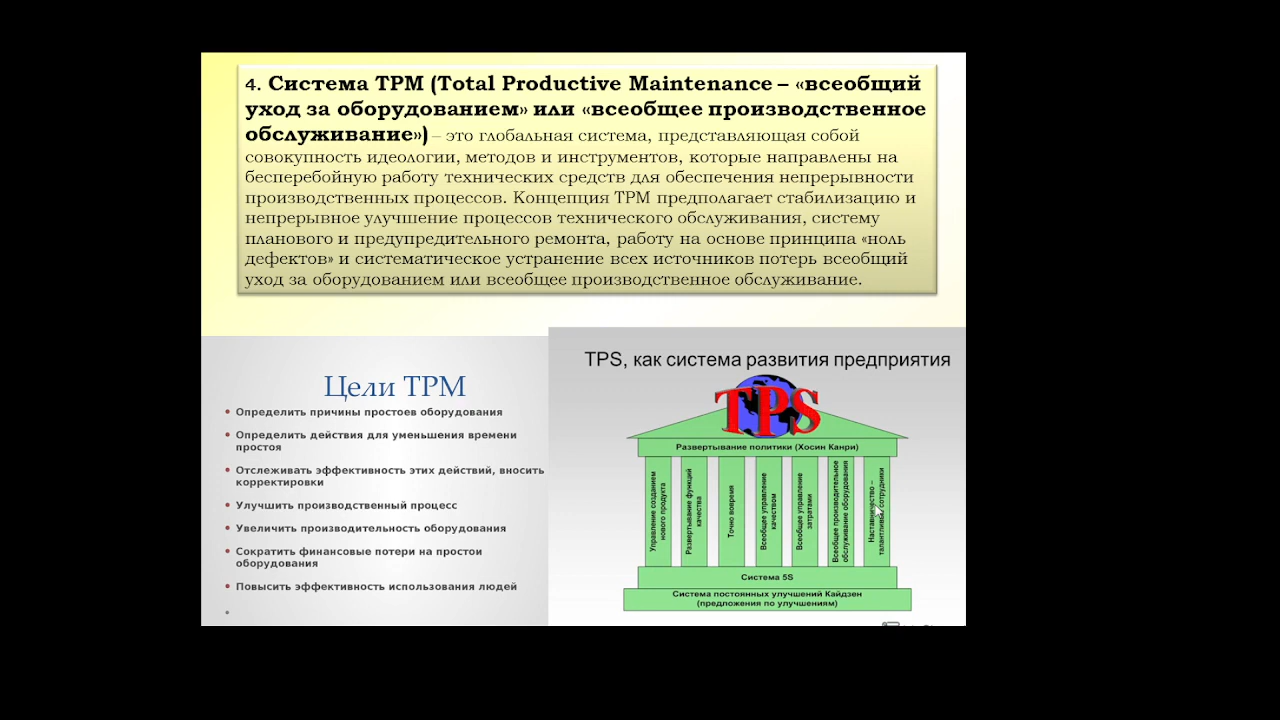 4. Система ТРМ (Total Productive Maintenance – «всеобщий
уход за оборудованием» или «всеобщее производственное
обслуживание») – это глобальная система, представляющая собой
совокупность идеологии, методов и инструментов, которые направлены на
бесперебойную работу технических средств для обеспечения непрерывности
производственных процессов. Концепция ТРМ предполагает стабилизацию и
непрерывное улучшение процессов технического обслуживания, систему
планового и предупредительного ремонта, работу на основе принципа «ноль
дефектов» и систематическое устранение всех источников потерь всеобщий
уход за оборудованием или всеобщее производственное обслуживание.
Цели ТРМ
• Определить причины простоев оборудования
• Определить действия для уменьшения времени
простоя
• Отслеживать эффективность этих действий, вносить
корректировки
• Улучшить производственный процесс
• Увеличить производительность оборудования
• Сократить финансовые потери на простои
оборудования
• Повысить эффективность использования людей
TPS, как система развития предприятия
TPS
Развертывание политики (Хосин Канри)
Управление созданием
нового продукта
Развертывание функций
качества
Точно вовремя
Всеобщее управление
качеством
Всеобщее управление
затратами
Всеобщее производительное
обслуживание оборудования
Наставничество –
талантливые сотрудники
Система 5S
Система постоянных улучшений Кайдзен
(предложения по улучшениям)